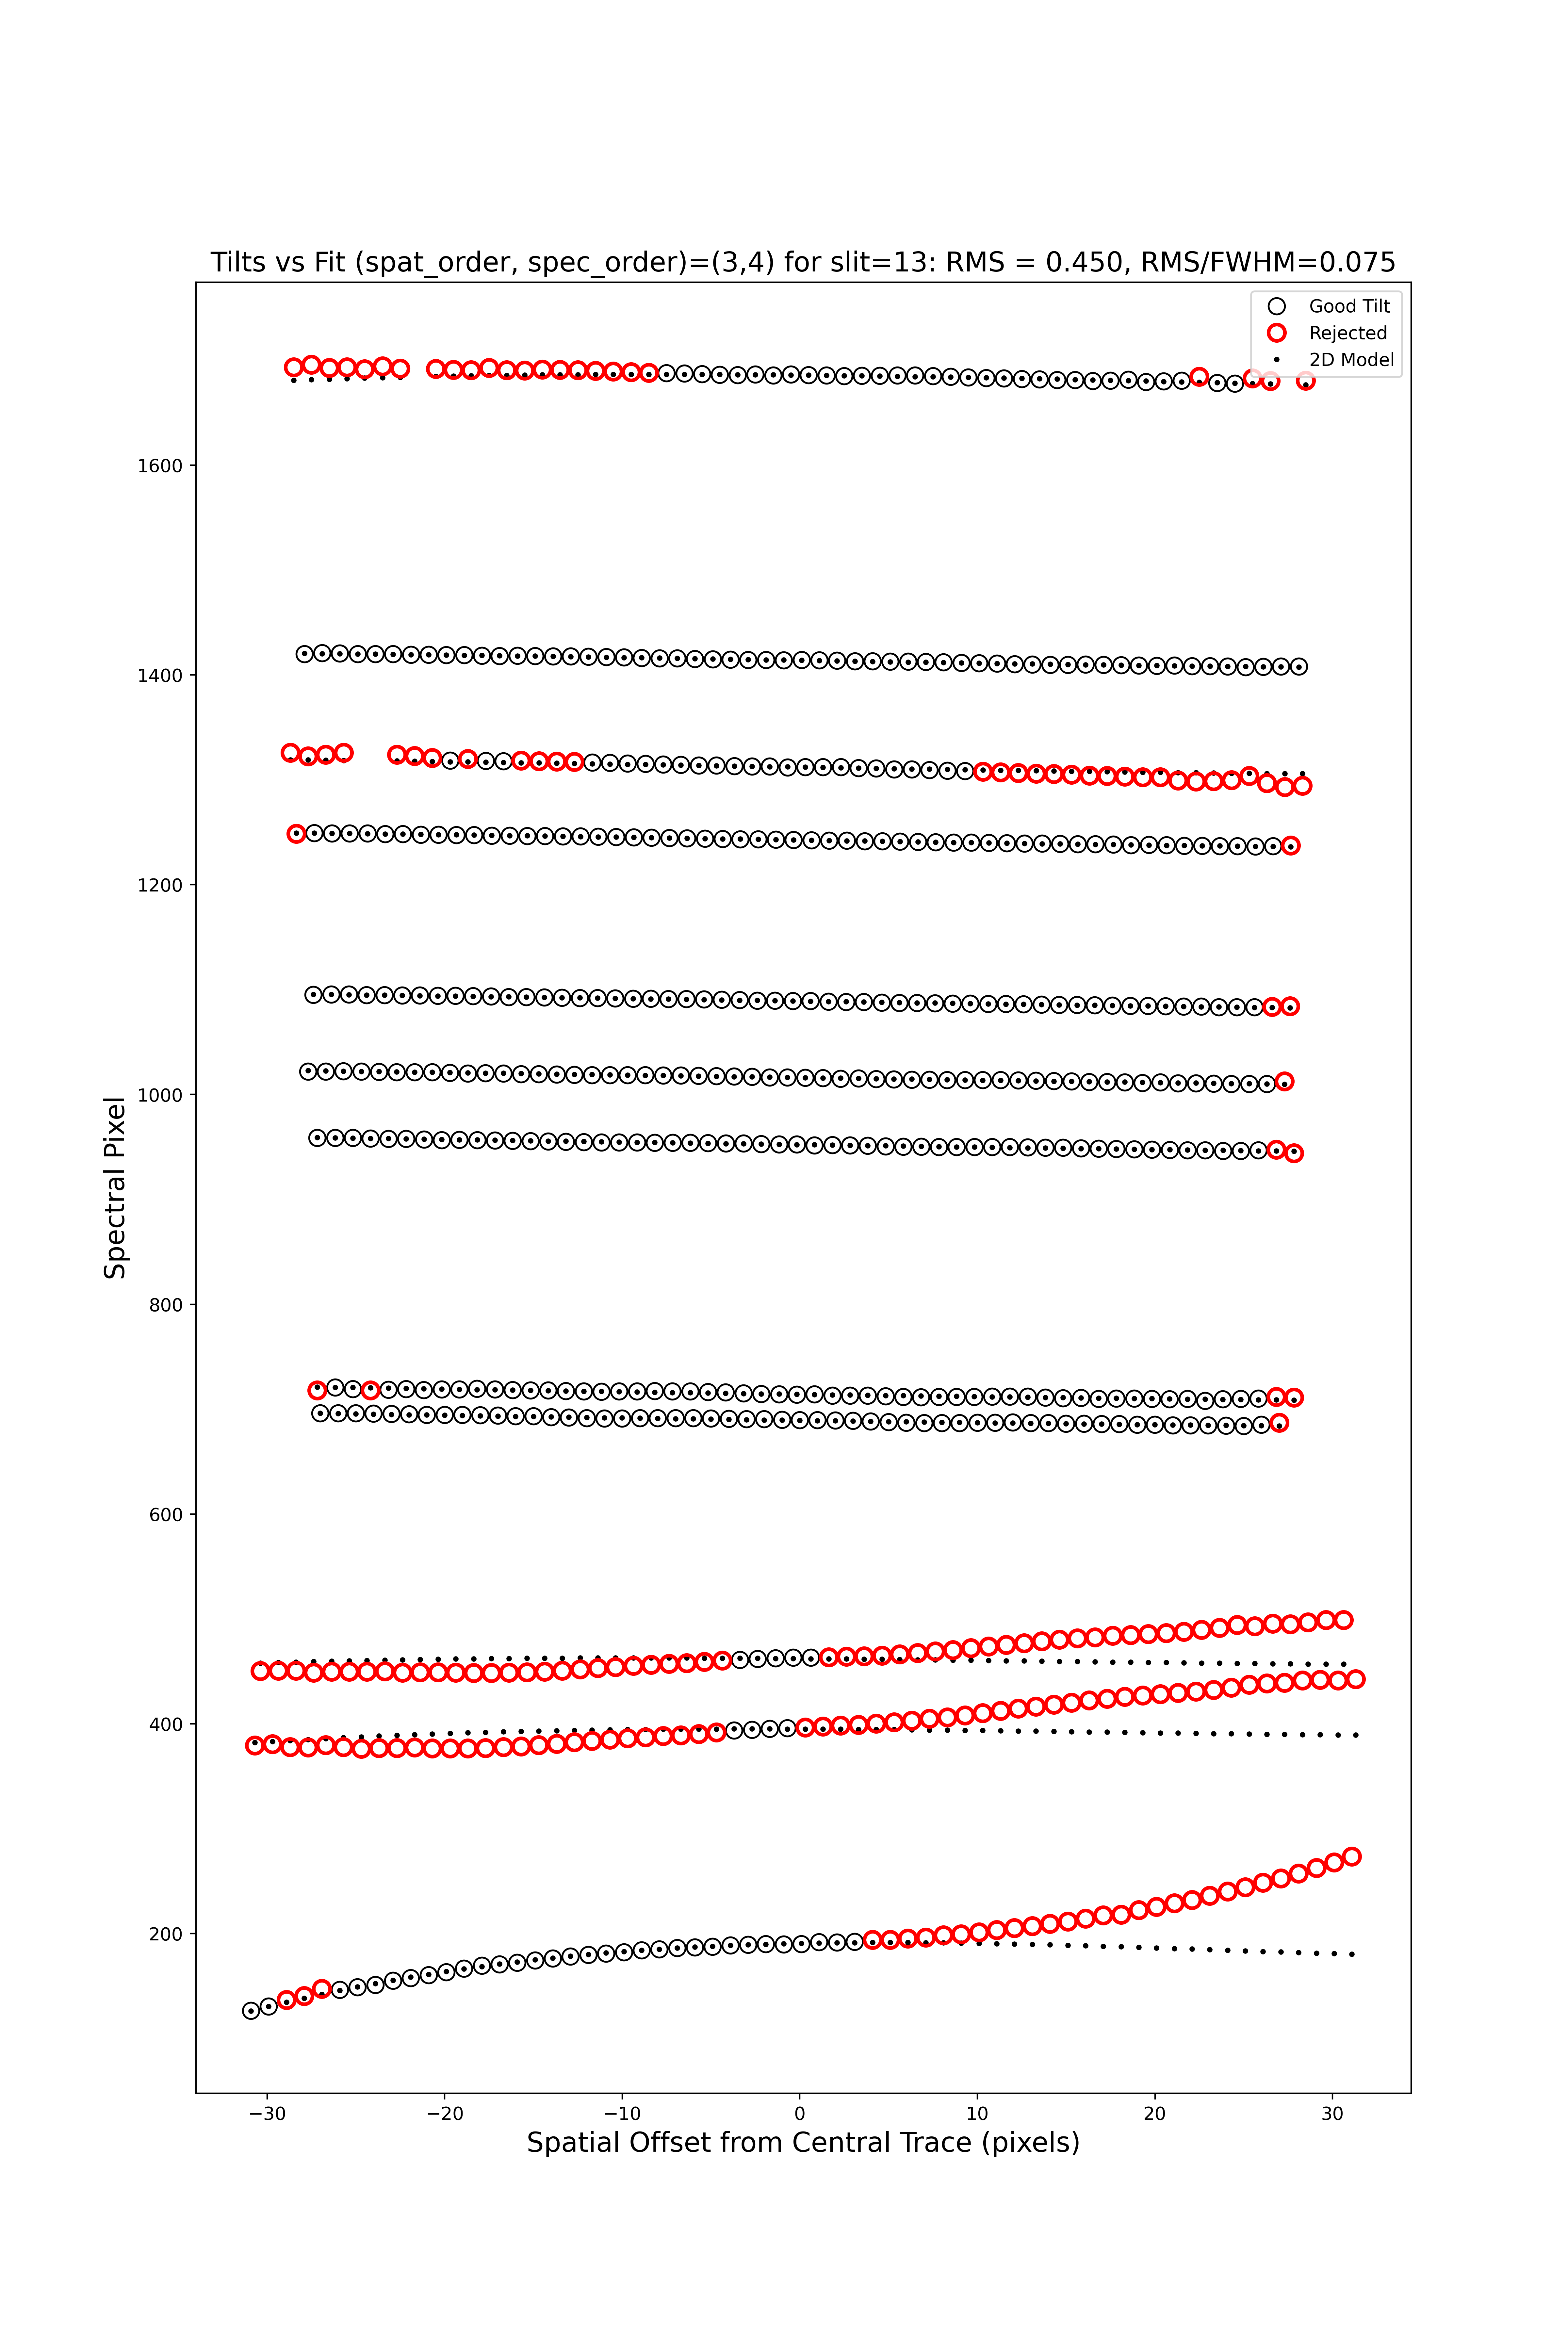 Tilts vs Fit (spat_order, spec_order)=(3,4) for slit=13: RMS = 0.450, RMS/FWHM=0.075
Good Tilt
Rejected
2D Model
1600
1400
1200
1000
800
600
400
200
Spectral Pixel
−30 −20 −10 0 10 20 30
Spatial Offset from Central Trace (pixels)